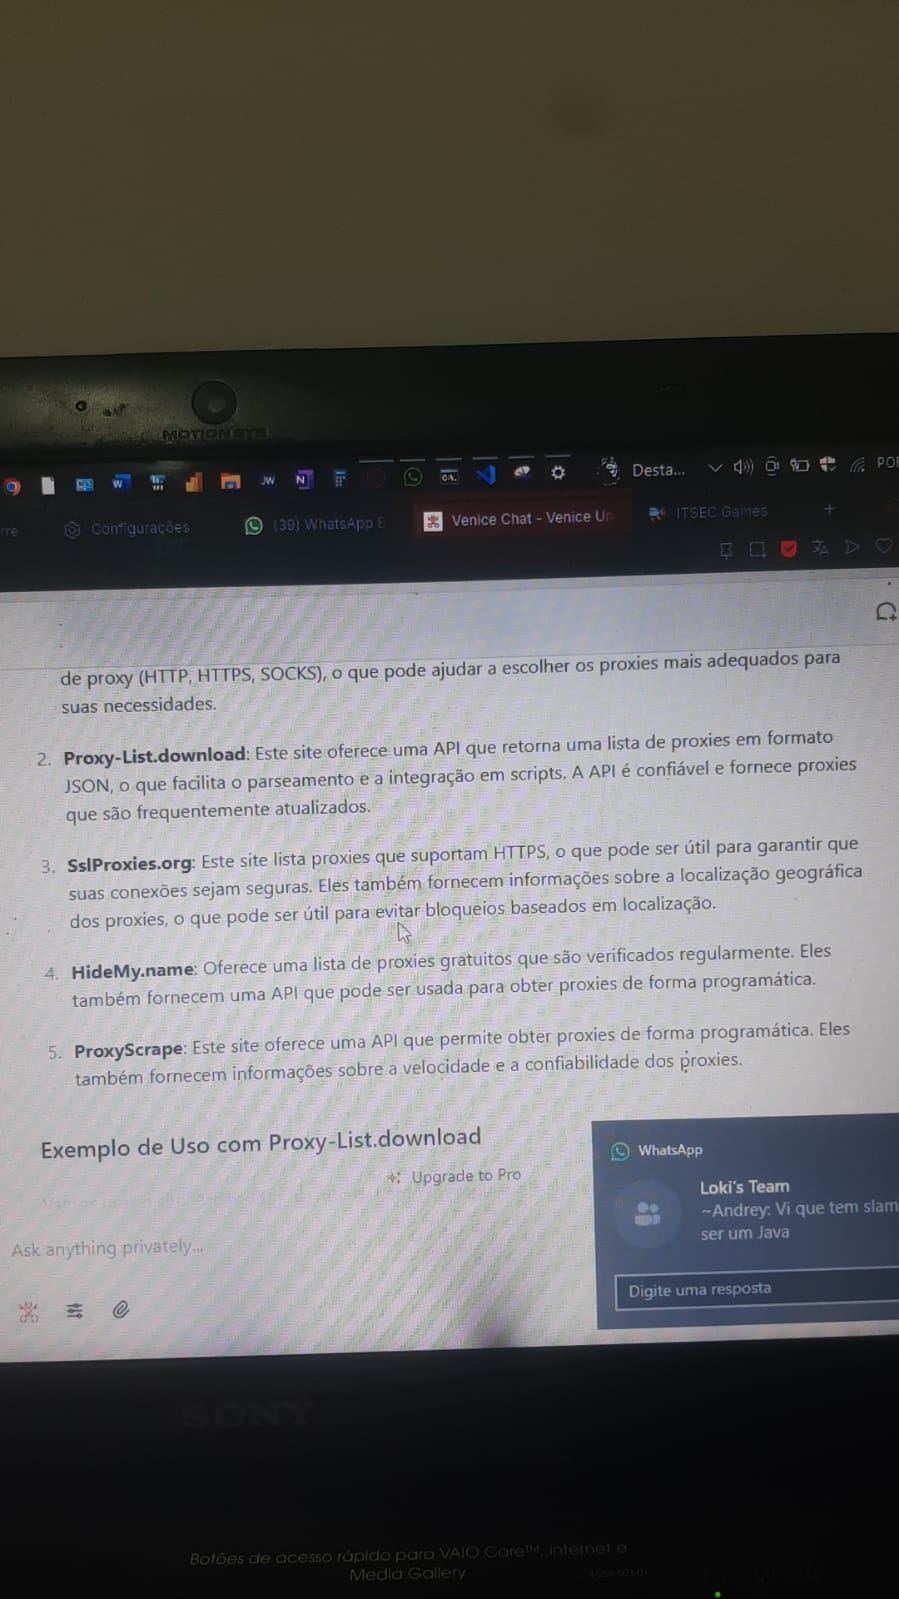 MOTION EYE
W
JW
N
Desta...
POR
rre
Configurações
(39) WhatsApp E
Venice Chat - Venice Un
ITSEC Games
+
de proxy (HTTP, HTTPS, SOCKS), o que pode ajudar a escolher os proxies mais adequados para
suas necessidades.
2. Proxy-List.download: Este site oferece uma API que retorna uma lista de proxies em formato
JSON, o que facilita o parseamento e a integração em scripts. A API é confiável e fornece proxies
que são frequentemente atualizados.
3. SslProxies.org: Este site lista proxies que suportam HTTPS, o que pode ser útil para garantir que
suas conexões sejam seguras. Eles também fornecem informações sobre a localização geográfica
dos proxies, o que pode ser útil para evitar bloqueios baseados em localização.
4. HideMy.name: Oferece uma lista de proxies gratuitos que são verificados regularmente. Eles
também fornecem uma API que pode ser usada para obter proxies de forma programática.
5. ProxyScrape: Este site oferece uma API que permite obter proxies de forma programática. Eles
também fornecem informações sobre a velocidade e a confiabilidade dos proxies.
Exemplo de Uso com Proxy-List.download
Upgrade to Pro
Ask anything privately...
WhatsApp
Loki's Team
~Andrey: Vi que tem slam
ser um Java
Digite uma resposta
SONY
Botões de acesso rápido para VAIO Care™, internet e
Media Gallery